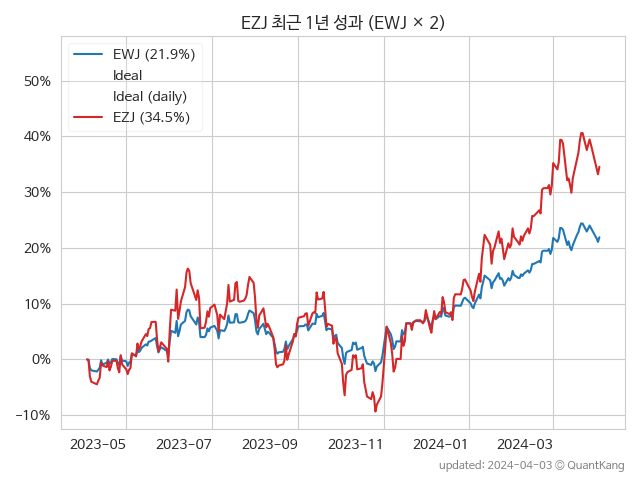 EZJ 최근 1년 성과 (EWJ × 2)
EWJ (21.9%)
Ideal
Ideal (daily)
EZJ (34.5%)
50%
40%
30%
20%
10%
0%
−10%
2023−05 2023−07 2023−09 2023−11 2024−01 2024−03
updated: 2024−04−03 © QuantKang